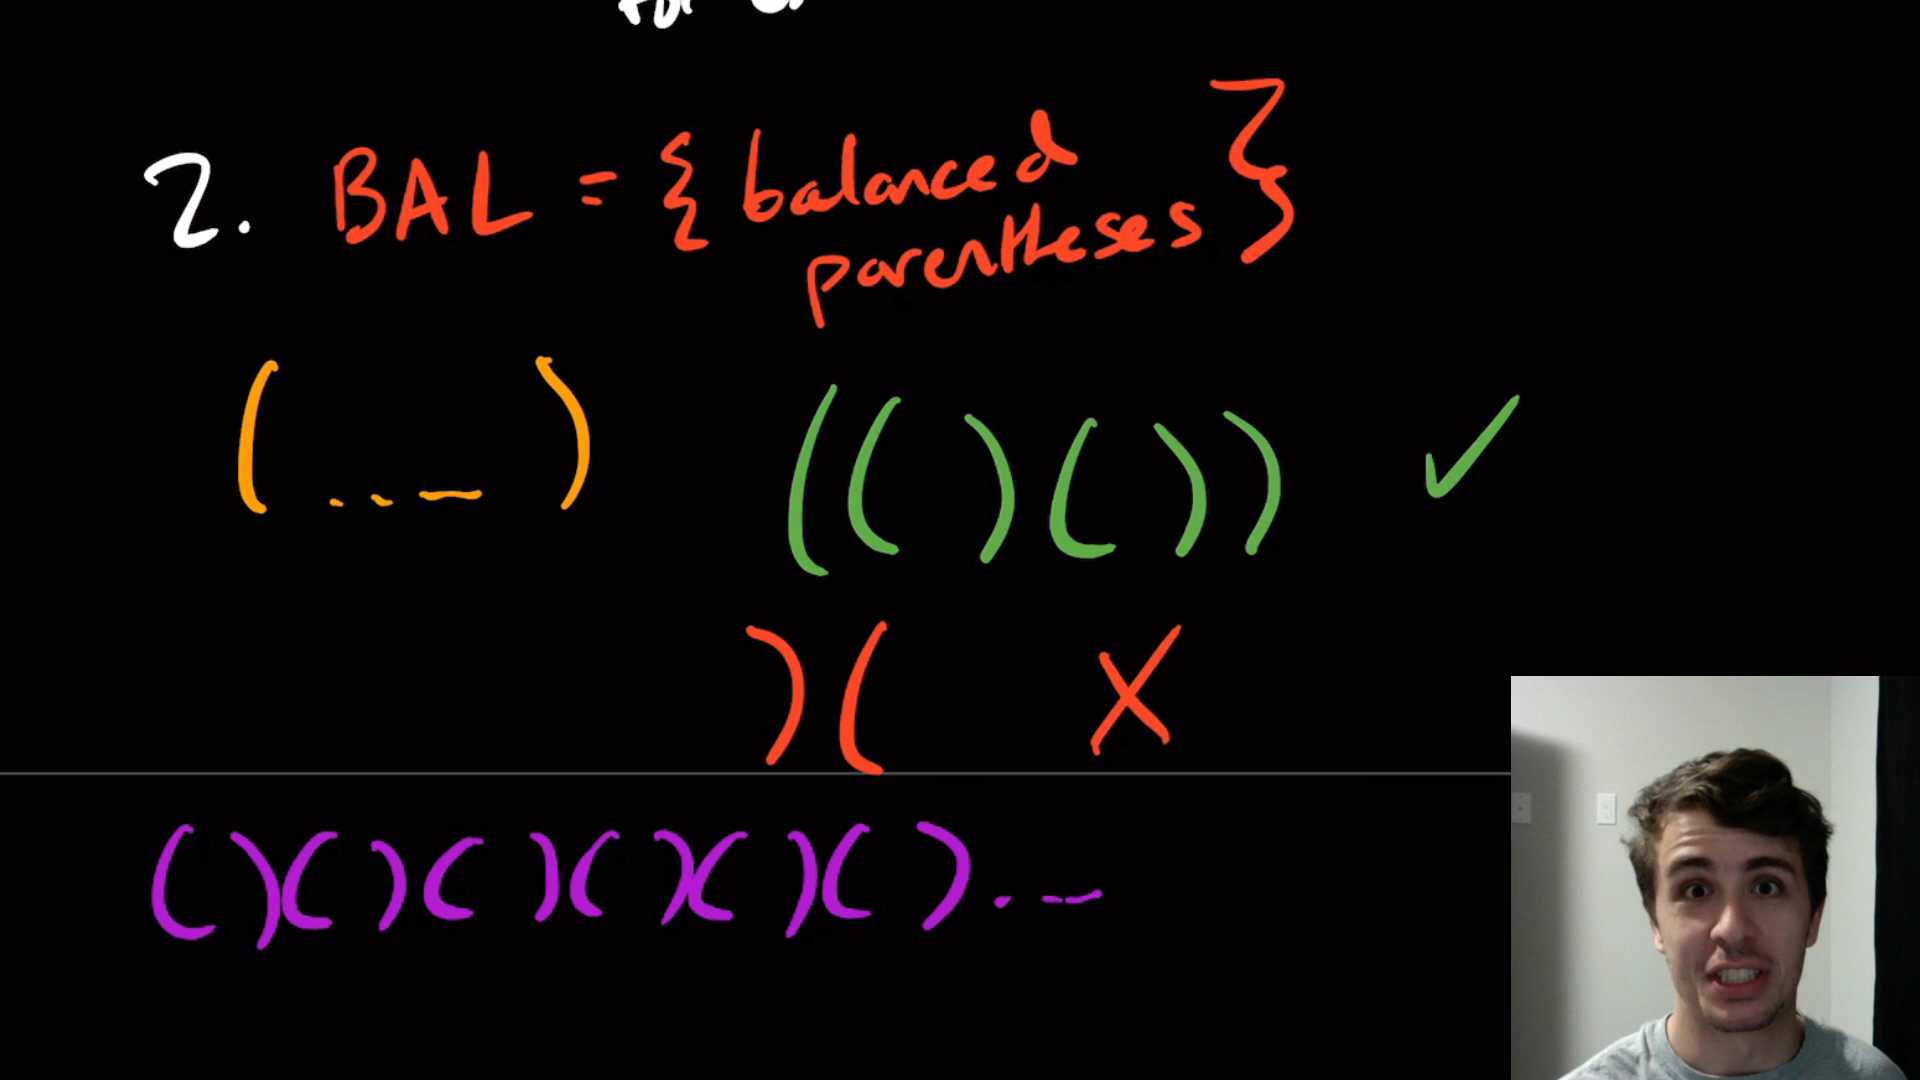 2. BAL = { balanced
parentheses }
( .. _ ) (()()) ✓
)( X
()()()()()() . _